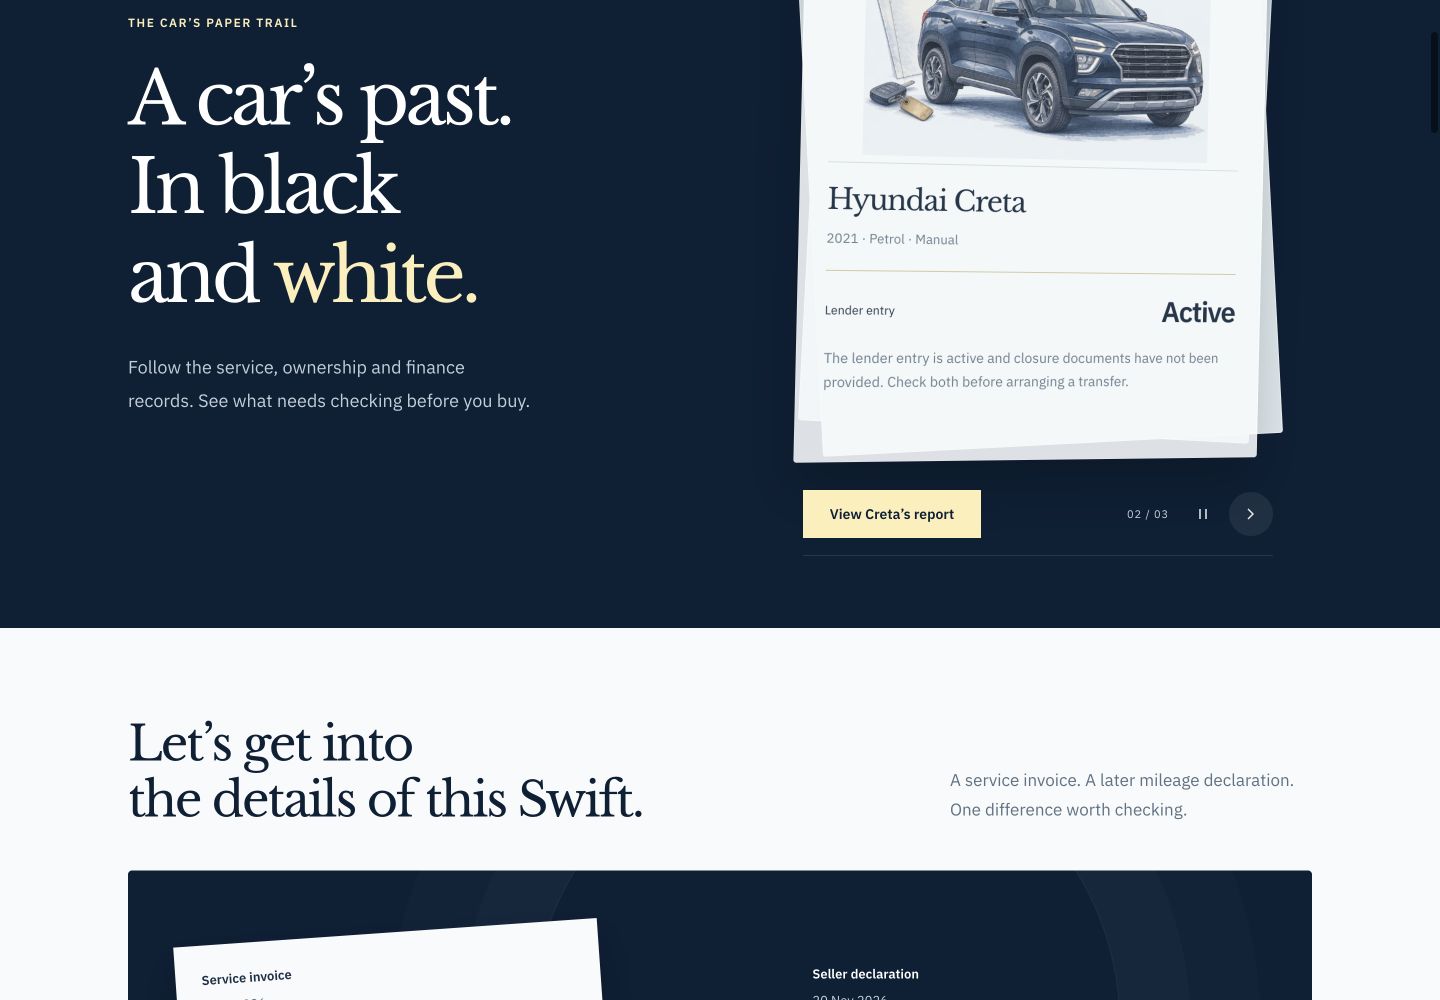 THE CAR’S PAPER TRAIL
A car’s past.
In black
and white.
Follow the service, ownership and finance
records. See what needs checking before you buy.
Hyundai Creta
2021 · Petrol · Manual
Lender entry
Active
The lender entry is active and closure documents have not been
provided. Check both before arranging a transfer.
View Creta’s report
02 / 03
Let’s get into
the details of this Swift.
A service invoice. A later mileage declaration.
One difference worth checking.
Service invoice
Seller declaration